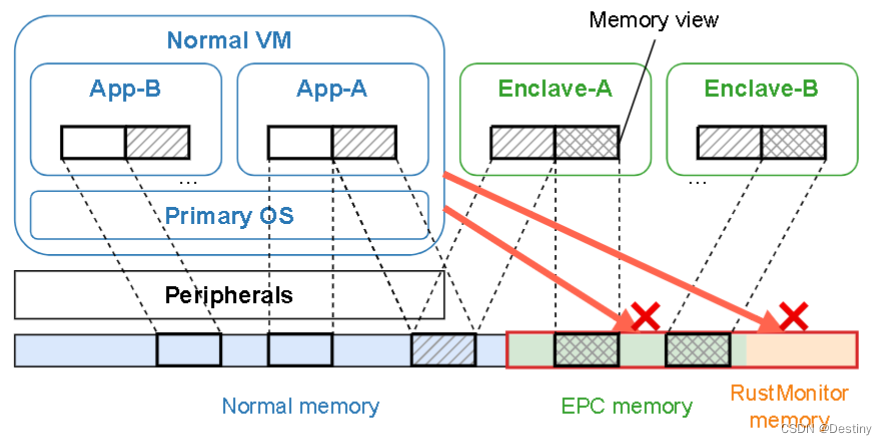 Memory view
Normal VM
App-B
App-A
Enclave-A
Enclave-B
...
...
Primary OS
Peripherals
Normal memory
EPC memory
RustMonitor
memory
CSDN @Destiny